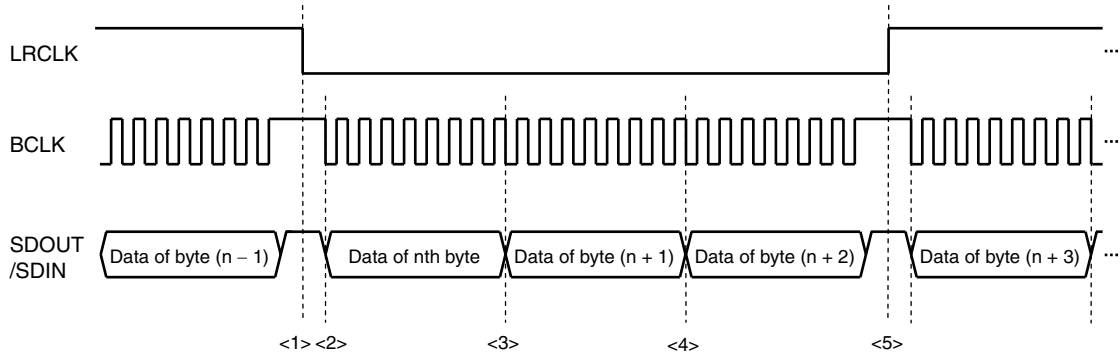 LRCLK ...
BCLK ...
SDOUT
/SDIN
Data of byte (n – 1) Data of nth byte Data of byte (n + 1) Data of byte (n + 2) Data of byte (n + 3) ...
<1> <2> <3> <4> <5>